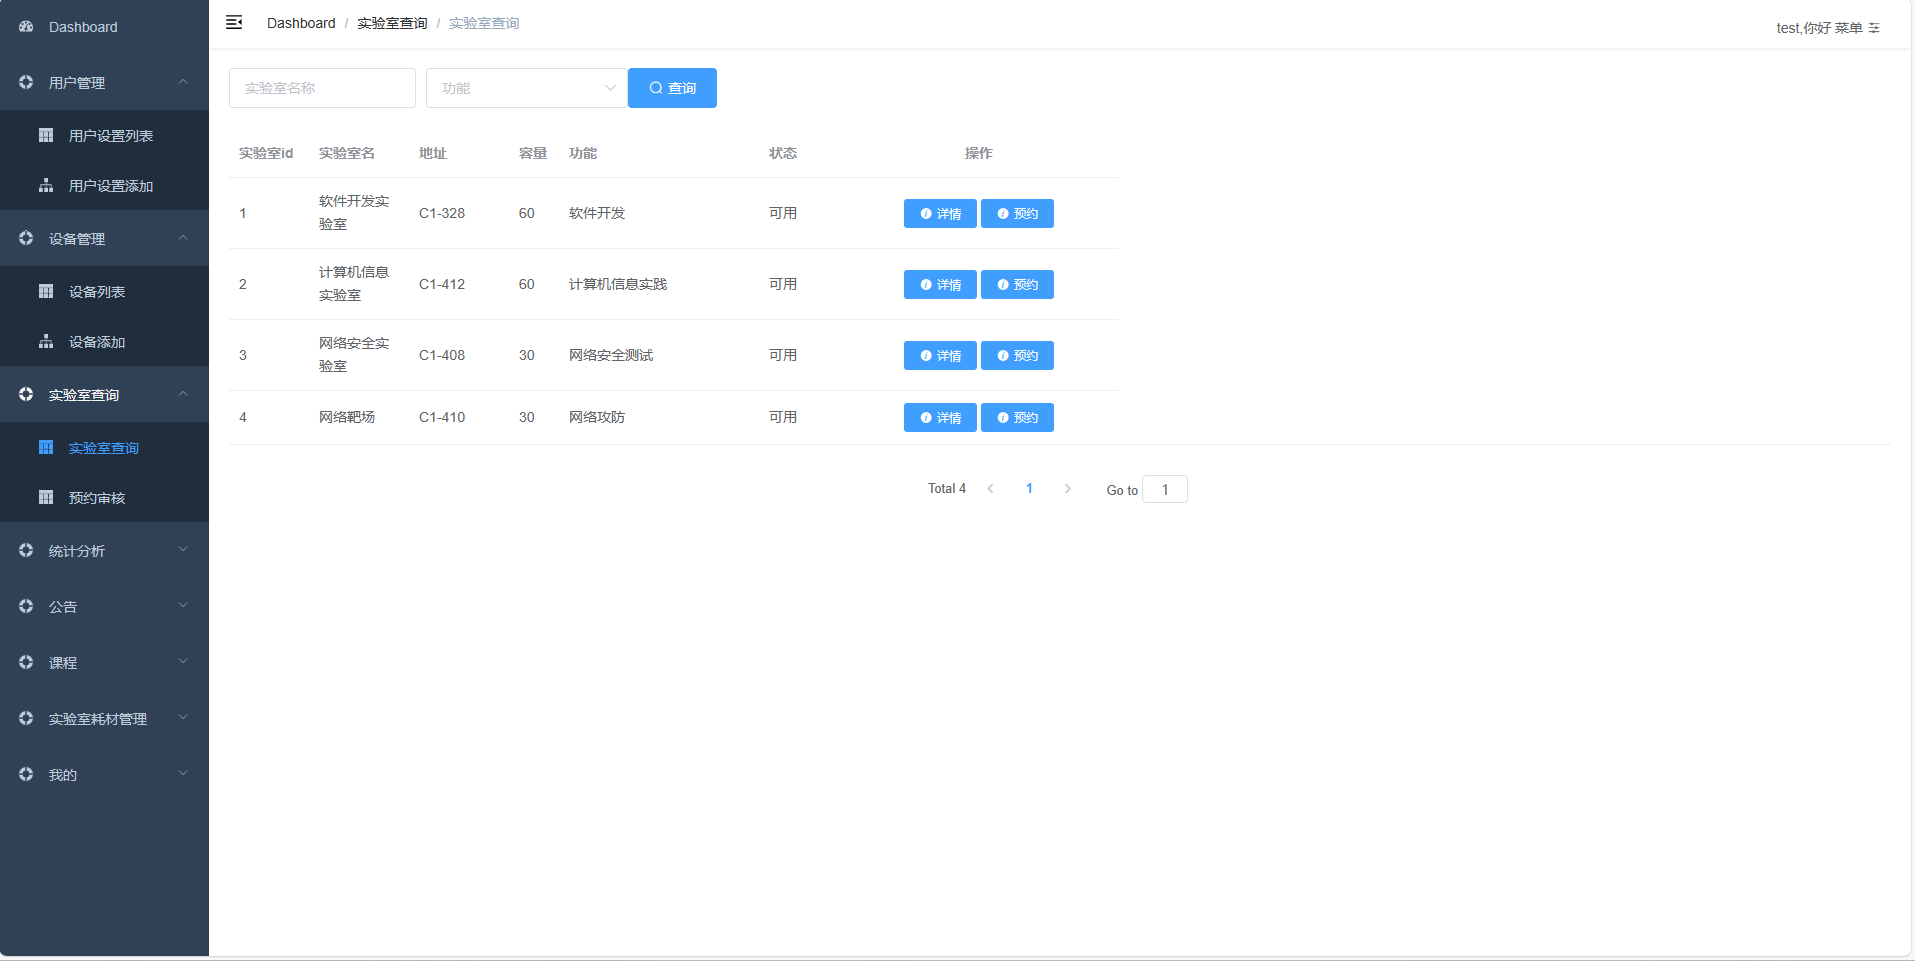 Dashboard
用户管理
用户设置列表
用户设置添加
设备管理
设备列表
设备添加
实验室查询
实验室查询
预约审核
统计分析
公告
课程
实验室耗材管理
我的
Dashboard / 实验室查询 / 实验室查询
test,你好 菜单
实验室名称 功能 查询
实验室id 实验室名 地址 容量 功能 状态 操作
1 软件开发实验室 C1-328 60 软件开发 可用 详情 预约
2 计算机信息实验室 C1-412 60 计算机信息实践 可用 详情 预约
3 网络安全实验室 C1-408 30 网络安全测试 可用 详情 预约
4 网络靶场 C1-410 30 网络攻防 可用 详情 预约
Total 4 1 Go to 1